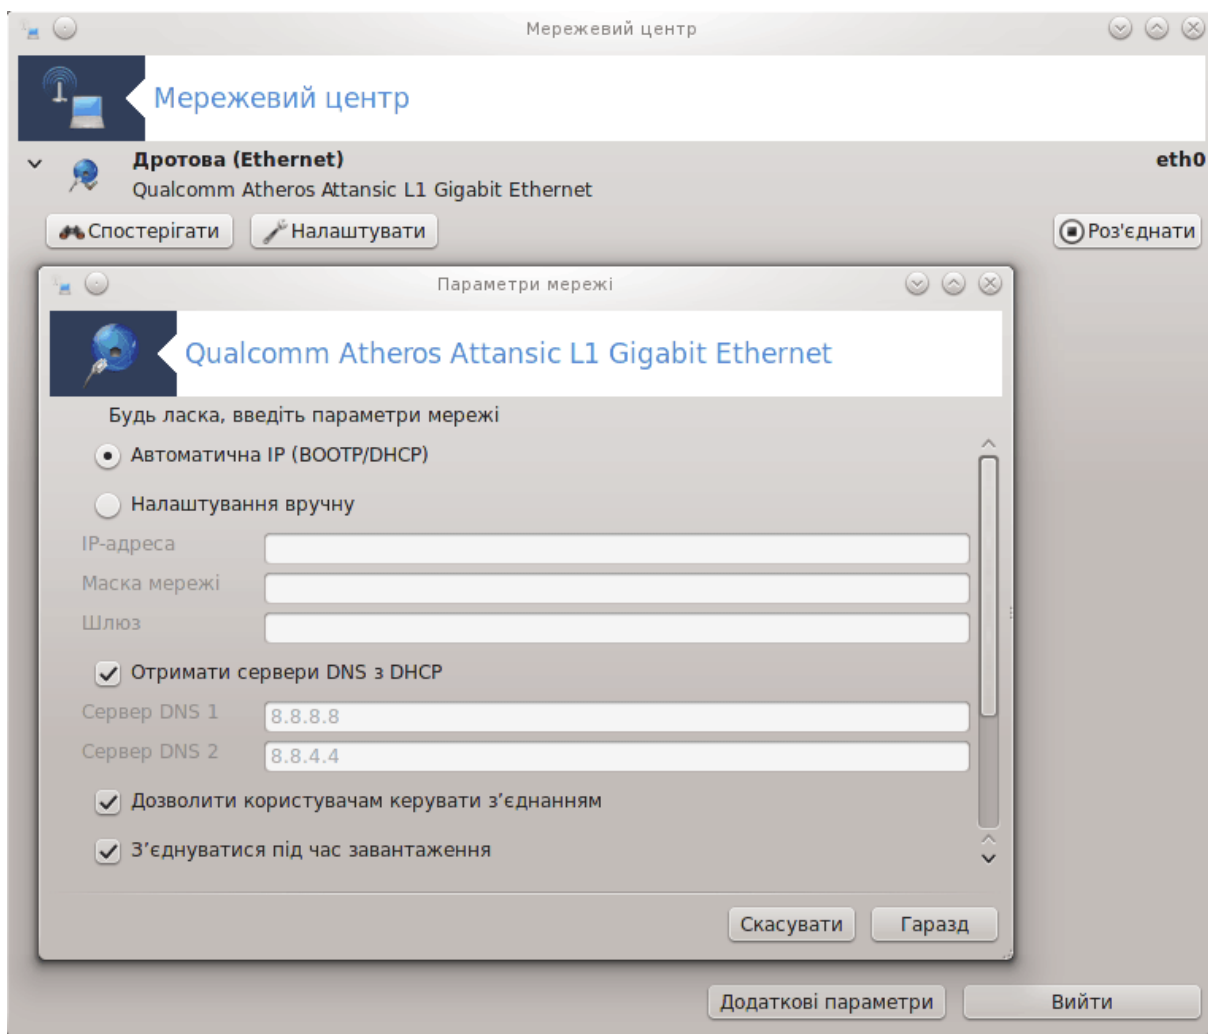 Мережевий центр
Мережевий центр
Дротова (Ethernet) eth0
Qualcomm Atheros Attansic L1 Gigabit Ethernet
Спостерігати Налаштувати Роз'єднати
Параметри мережі
Qualcomm Atheros Attansic L1 Gigabit Ethernet
Будь ласка, введіть параметри мережі
Автоматична IP (BOOTP/DHCP)
Налаштування вручну
IP-адреса
Маска мережі
Шлюз
Отримати сервери DNS з DHCP
Сервер DNS 1 8.8.8.8
Сервер DNS 2 8.8.4.4
Дозволити користувачам керувати з’єднанням
З’єднуватися під час завантаження
Скасувати Гаразд
Додаткові параметри Вийти